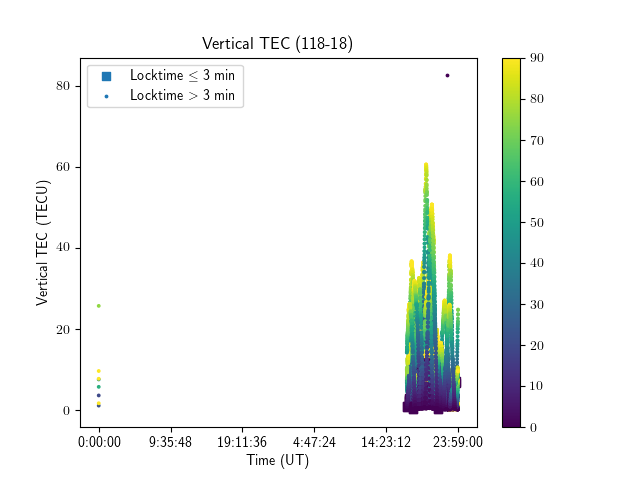 Vertical TEC (118-18)
Locktime ≤ 3 min
Locktime > 3 min
Vertical TEC (TECU)
80
60
40
20
0
0:00:00 9:35:48 19:11:36 4:47:24 14:23:12 23:59:00
Time (UT)
90
80
70
60
50
40
30
20
10
0